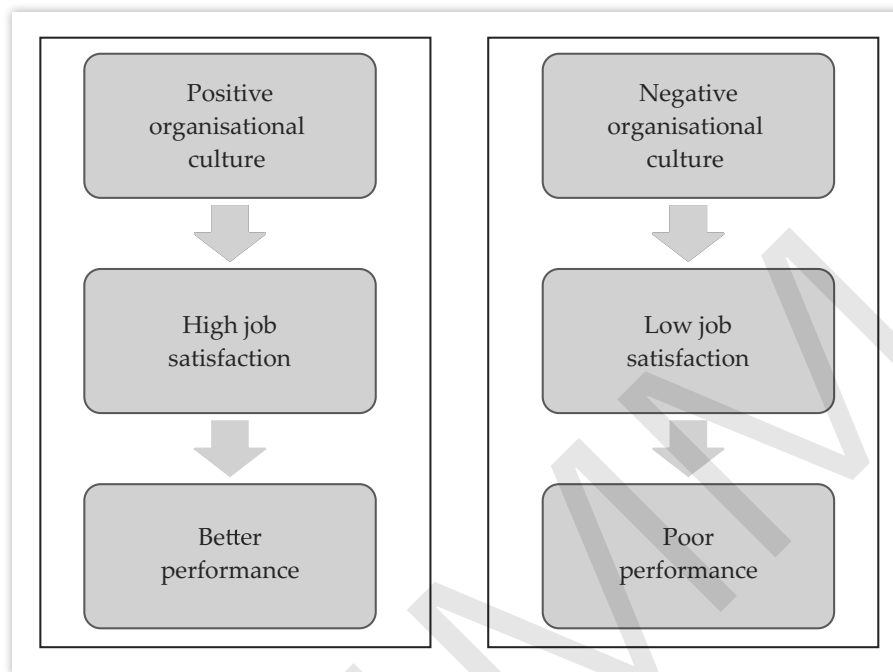 Positive
organisational
culture
High job
satisfaction
Better
performance
Negative
organisational
culture
Low job
satisfaction
Poor
performance